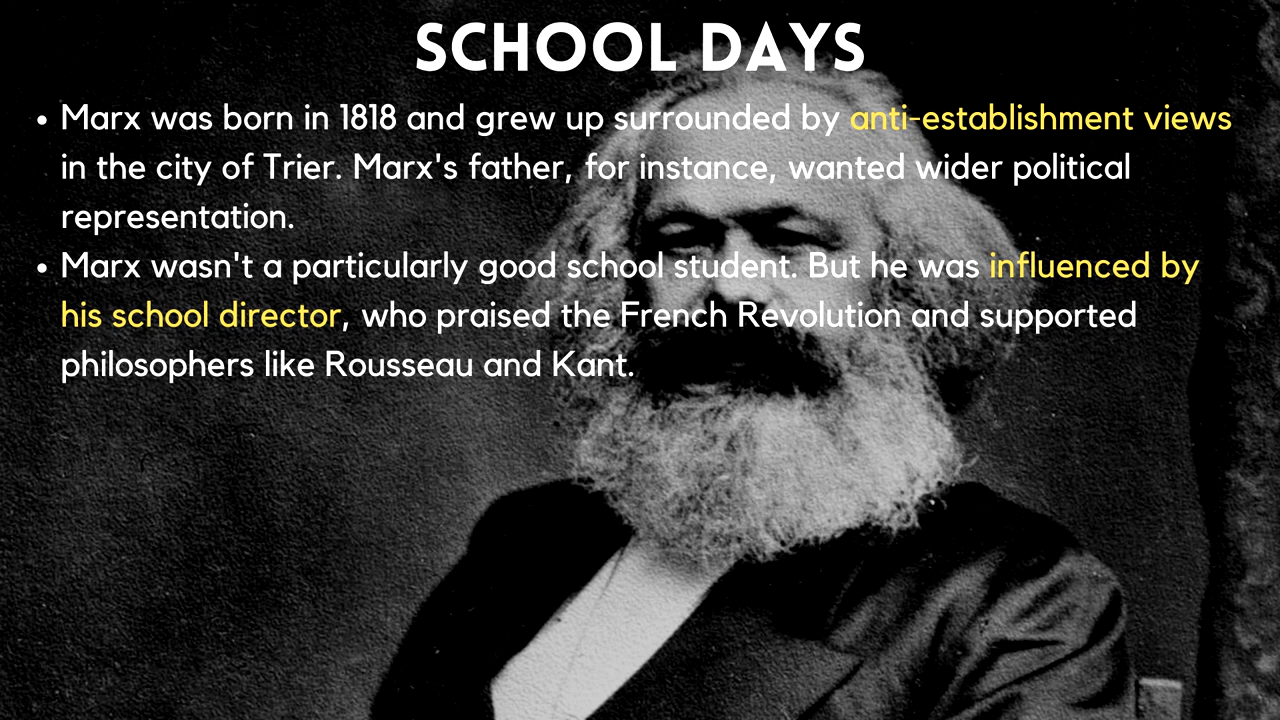 SCHOOL DAYS
• Marx was born in 1818 and grew up surrounded by anti-establishment views
in the city of Trier. Marx's father, for instance, wanted wider political
representation.
• Marx wasn't a particularly good school student. But he was influenced by
his school director, who praised the French Revolution and supported
philosophers like Rousseau and Kant.